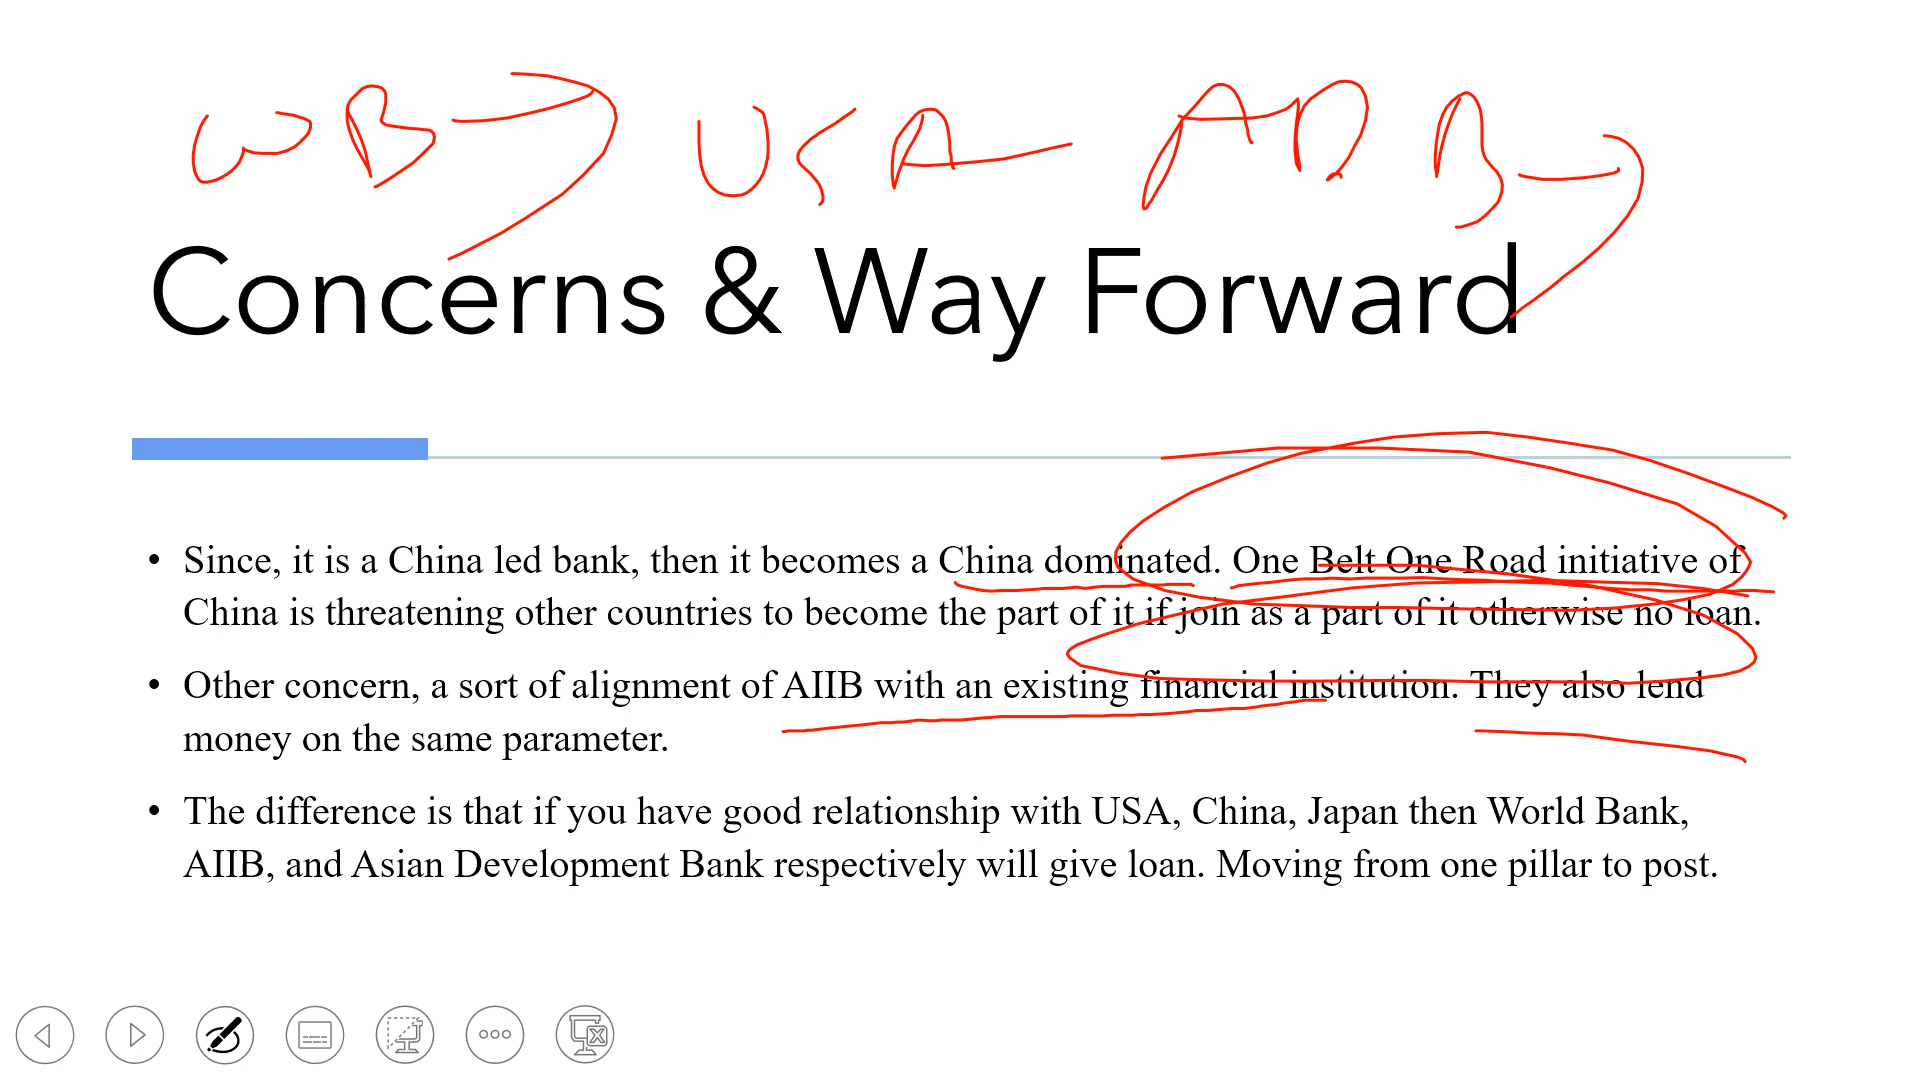 WB → USA - ADB →
Concerns & Way Forward
• Since, it is a China led bank, then it becomes a China dominated. One Belt One Road initiative of
China is threatening other countries to become the part of it if join as a part of it otherwise no loan.
• Other concern, a sort of alignment of AIIB with an existing financial institution. They also lend
money on the same parameter.
• The difference is that if you have good relationship with USA, China, Japan then World Bank,
AIIB, and Asian Development Bank respectively will give loan. Moving from one pillar to post.